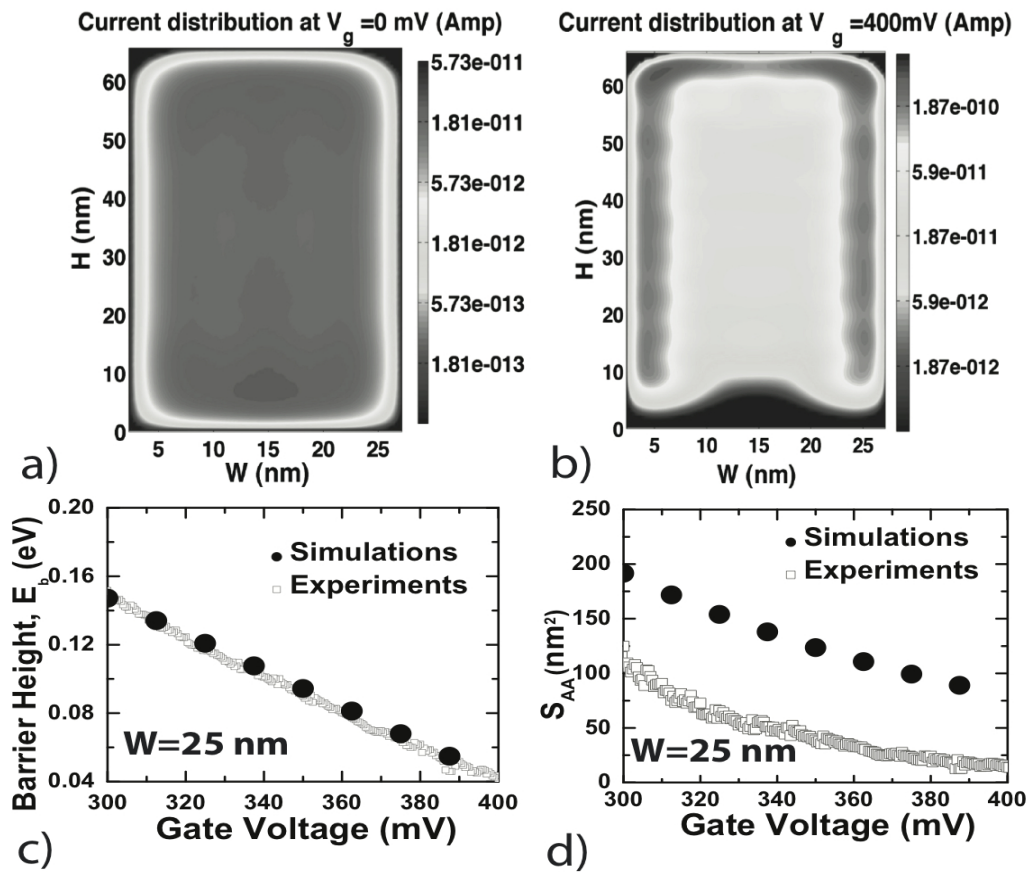 Current distribution at V_g =0 mV (Amp)
60
50
40
30
20
10
0
H (nm)
5 10 15 20 25
W (nm)
5.73e-011
1.81e-011
5.73e-012
1.81e-012
5.73e-013
1.81e-013
a)
Current distribution at V_g =400mV (Amp)
60
50
40
30
20
10
0
H (nm)
5 10 15 20 25
W (nm)
1.87e-010
5.9e-011
1.87e-011
5.9e-012
1.87e-012
b)
0.20
0.16
0.12
0.08
0.04
Barrier Height, E_b (eV)
Simulations
Experiments
W=25 nm
300 320 340 360 380 400
Gate Voltage (mV)
c)
250
200
150
100
50
0
S_AA(nm²)
Simulations
Experiments
W=25 nm
300 320 340 360 380 400
Gate Voltage (mV)
d)